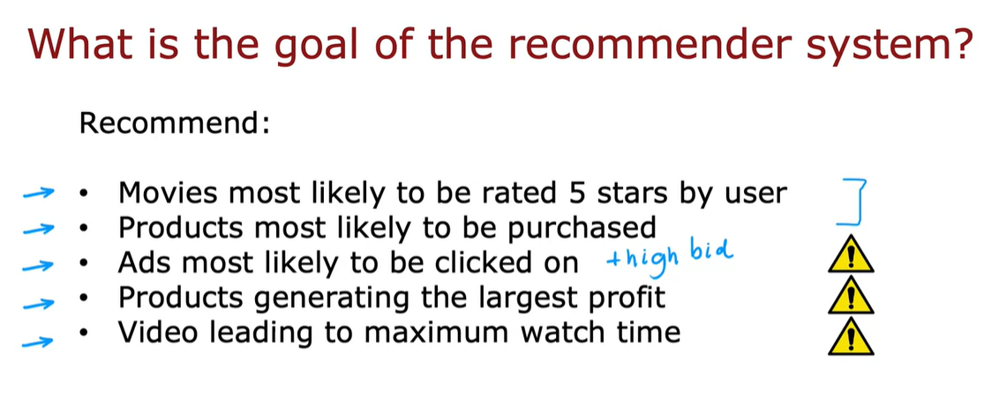 What is the goal of the recommender system?
Recommend:
• Movies most likely to be rated 5 stars by user
• Products most likely to be purchased
• Ads most likely to be clicked on +high bid
• Products generating the largest profit
• Video leading to maximum watch time